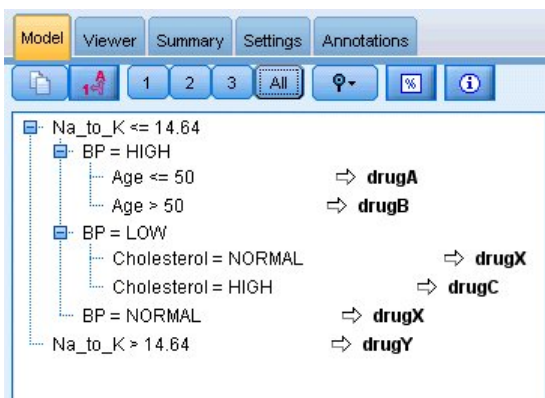 Model Viewer Summary Settings Annotations
1 A 1 2 3 All % i
Na_to_K <= 14.64
BP = HIGH
Age <= 50 ⇨ drugA
Age > 50 ⇨ drugB
BP = LOW
Cholesterol = NORMAL ⇨ drugX
Cholesterol = HIGH ⇨ drugC
BP = NORMAL ⇨ drugX
Na_to_K > 14.64 ⇨ drugY